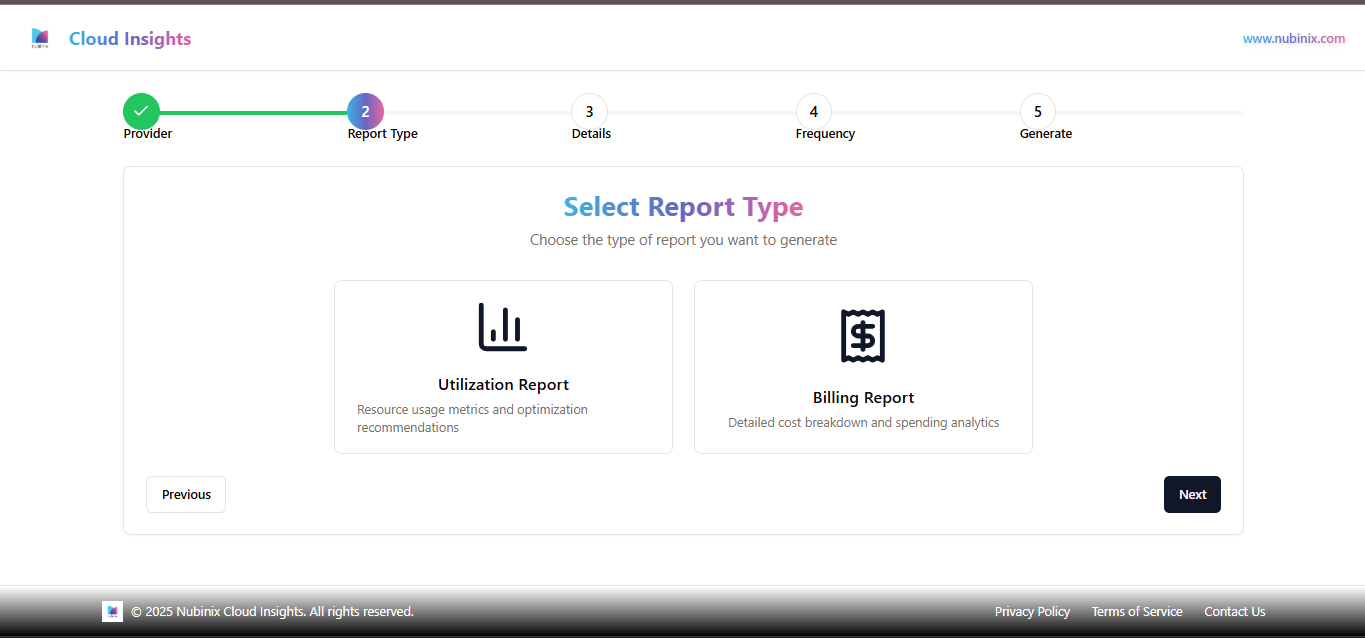 nubinix
Cloud Insights
www.nubinix.com
2
3
4
5
Provider
Report Type
Details
Frequency
Generate
Select Report Type
Choose the type of report you want to generate
Utilization Report
Resource usage metrics and optimization
recommendations
Billing Report
Detailed cost breakdown and spending analytics
Previous
Next
© 2025 Nubinix Cloud Insights. All rights reserved.
Privacy Policy
Terms of Service
Contact Us